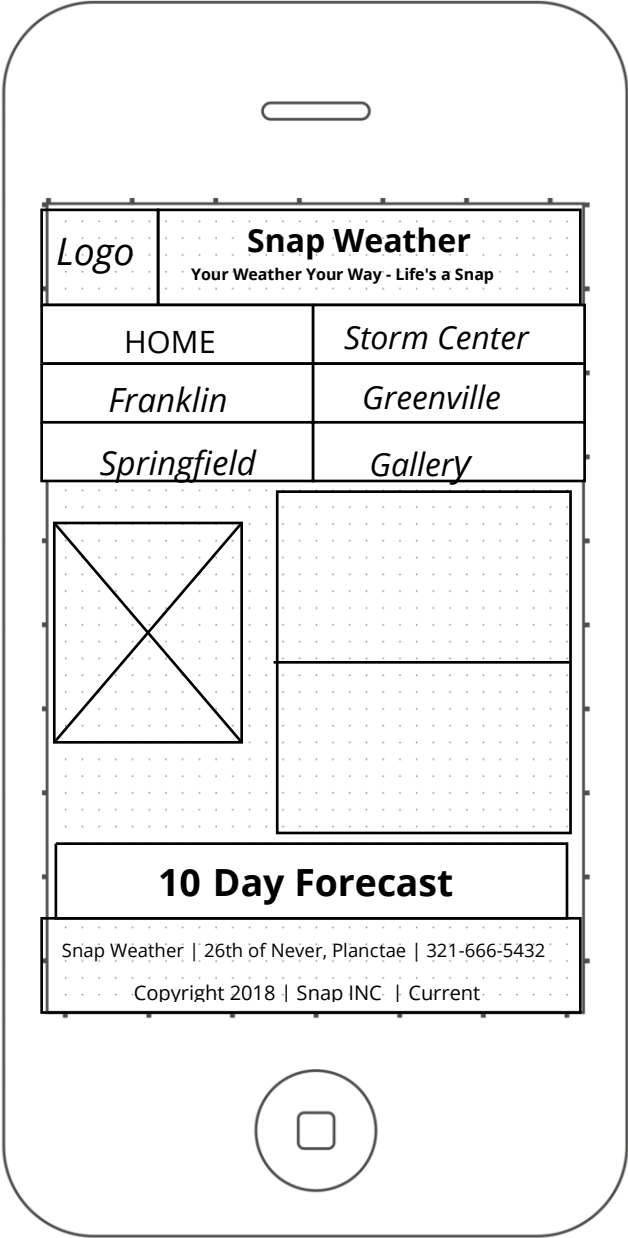 Logo
Snap Weather
Your Weather Your Way - Life's a Snap
HOME
Storm Center
Franklin
Greenville
Springfield
Gallery
10 Day Forecast
Snap Weather | 26th of Never, Planctae | 321-666-5432
Copyright 2018 | Snap INC | Current